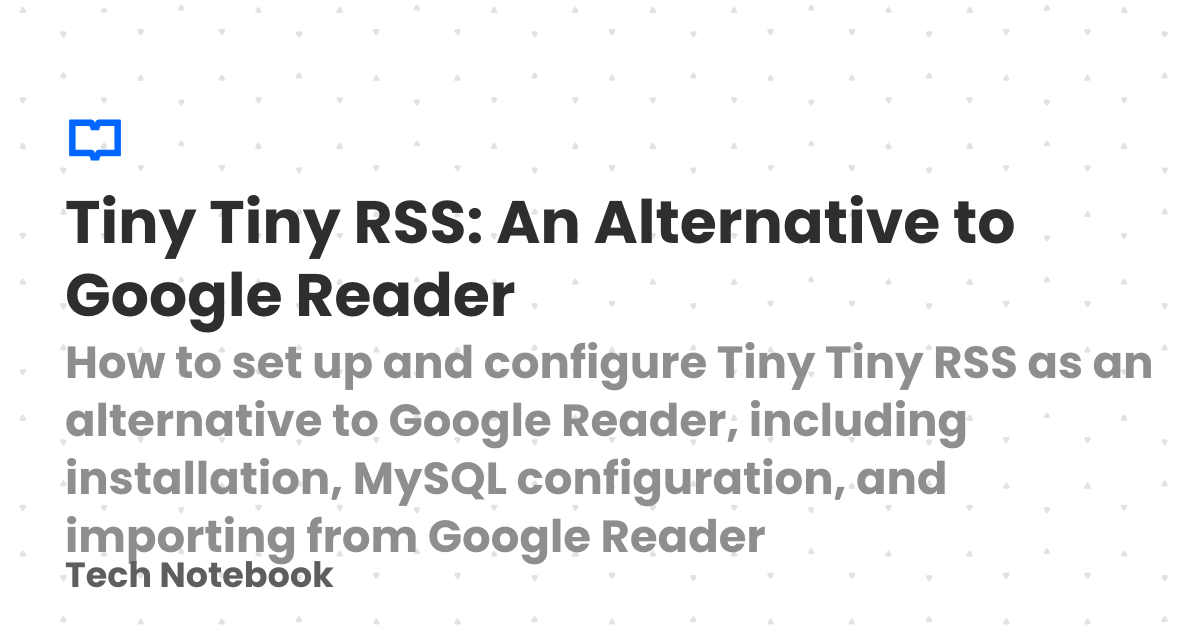 Tiny Tiny RSS: An Alternative to
Google Reader
How to set up and configure Tiny Tiny RSS as an
alternative to Google Reader, including
installation, MySQL configuration, and
importing from Google Reader
Tech Notebook